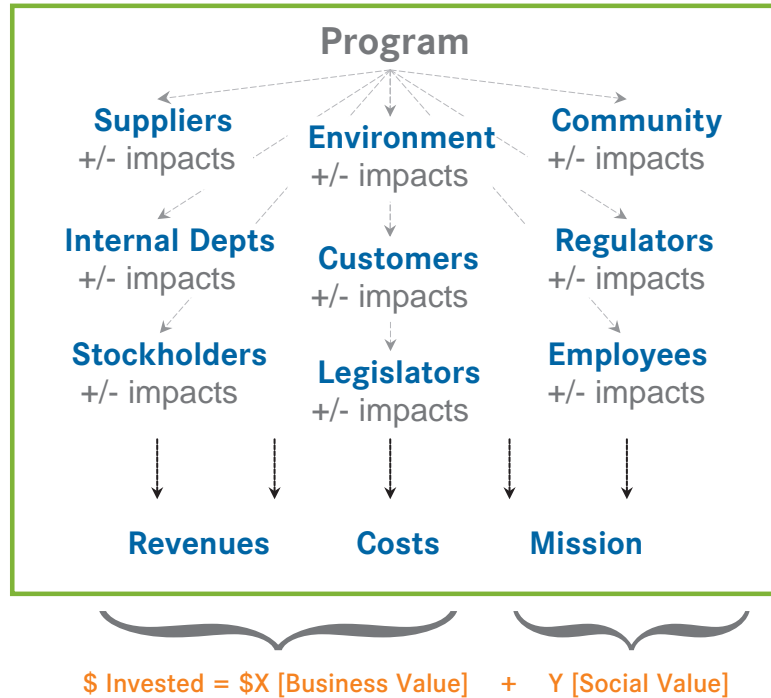 Program
Suppliers
+/- impacts
Environment
+/- impacts
Community
+/- impacts
Internal Depts
+/- impacts
Customers
+/- impacts
Regulators
+/- impacts
Stockholders
+/- impacts
Legislators
+/- impacts
Employees
+/- impacts
Revenues Costs Mission
$ Invested = $X [Business Value] + Y [Social Value]